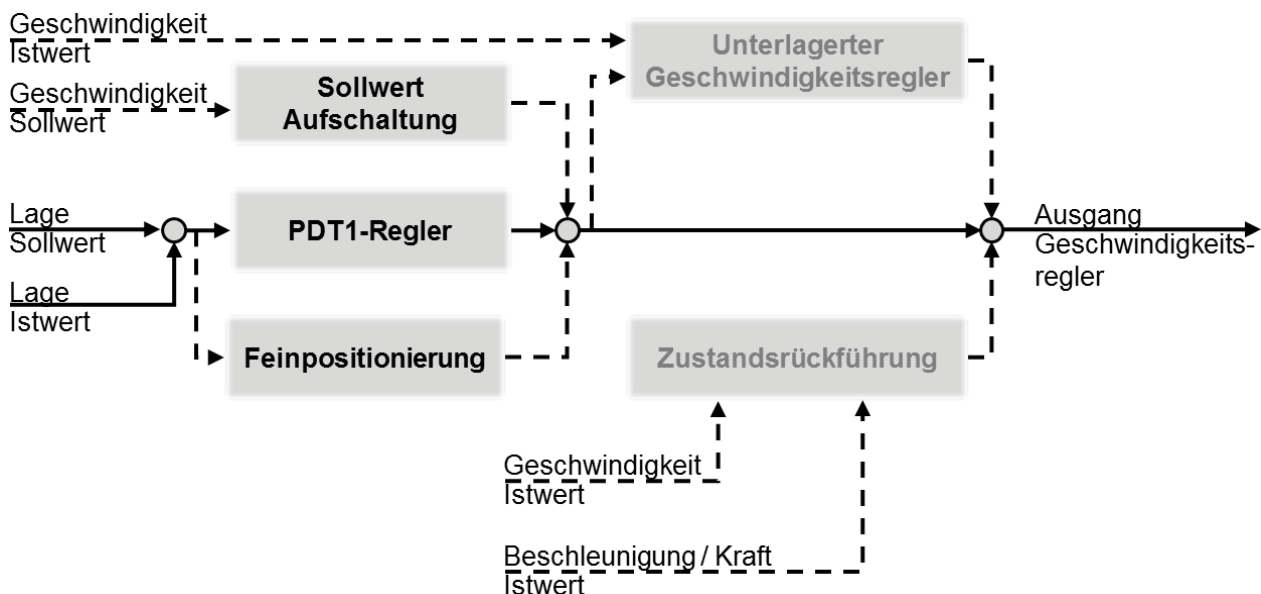 Geschwindigkeit
Istwert
Unterlagerter
Geschwindigkeitsregler
Geschwindigkeit
Sollwert
Sollwert
Aufschaltung
Lage
Sollwert
PDT1-Regler
Ausgang
Geschwindigkeits-
regler
Lage
Istwert
Feinpositionierung
Zustandsrückführung
Geschwindigkeit
Istwert
Beschleunigung / Kraft
Istwert